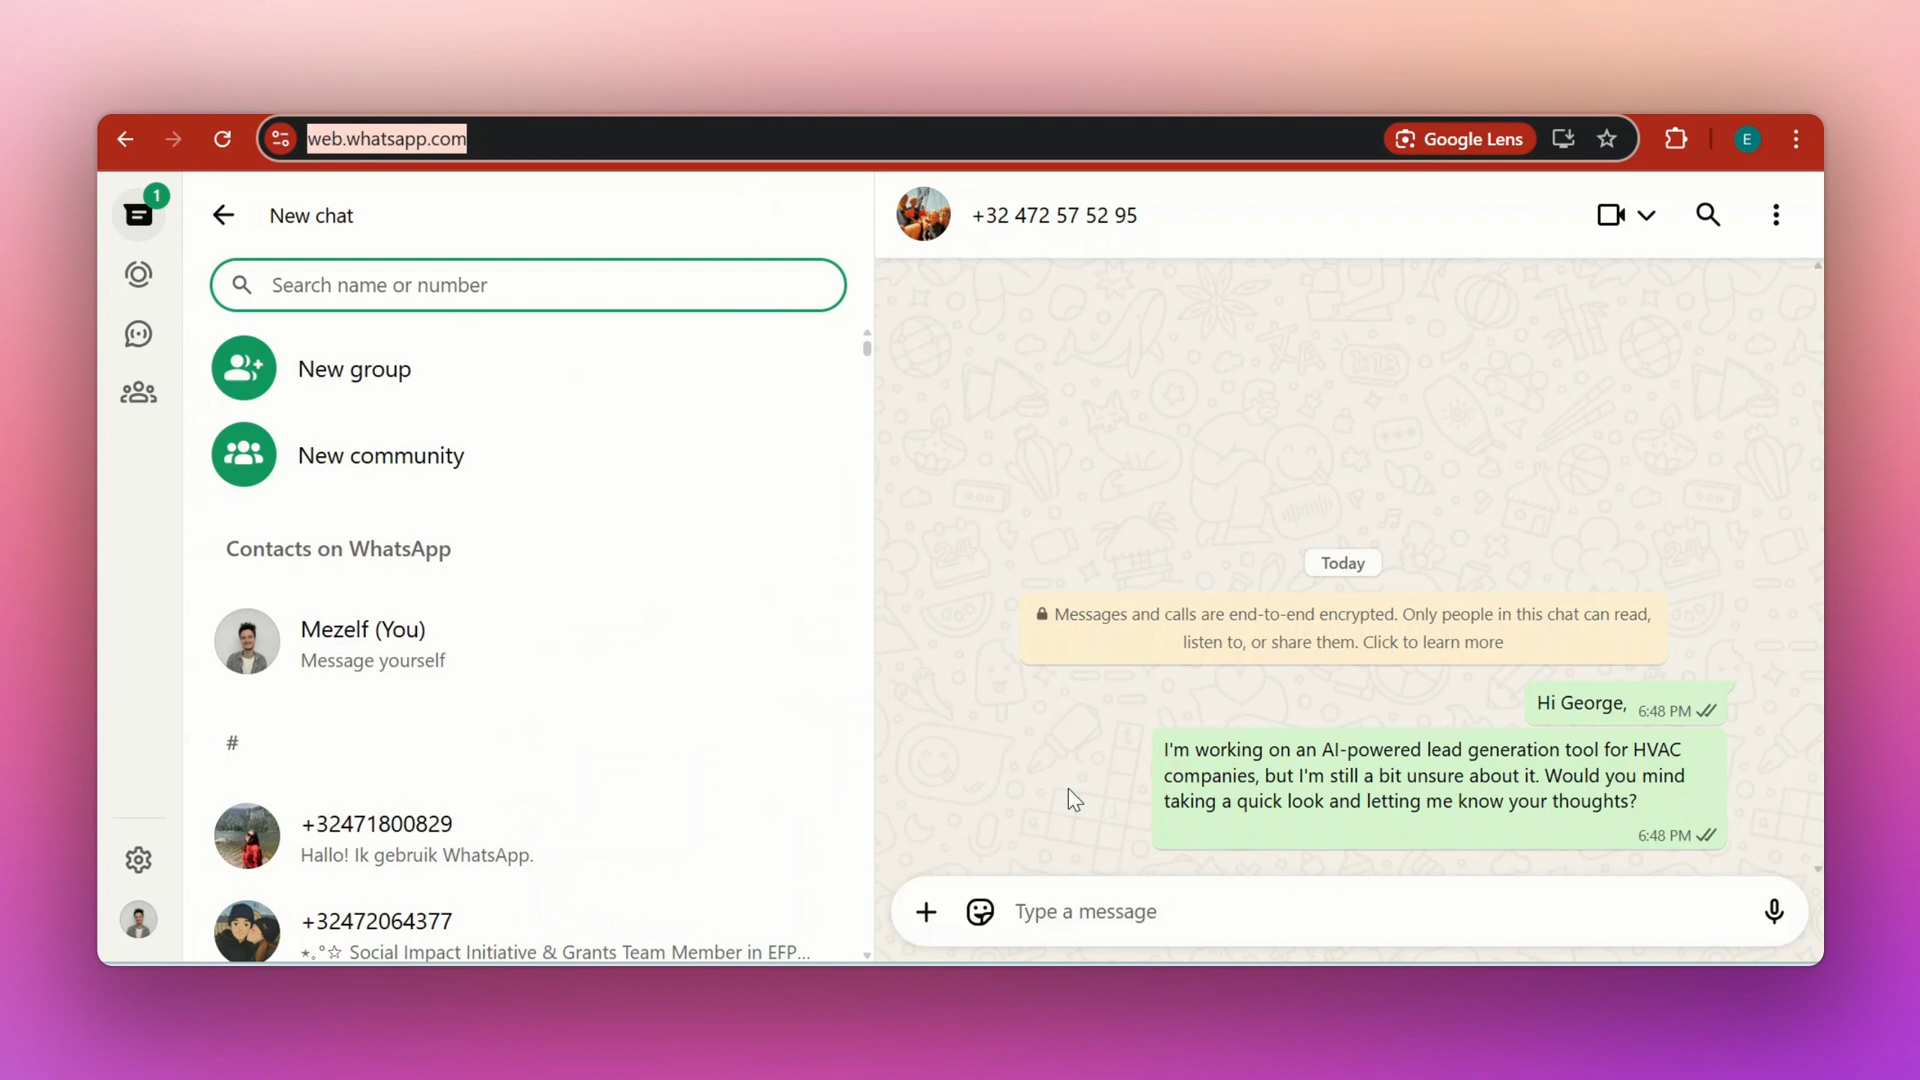 web.whatsapp.com
Google Lens
E
1
New chat
Search name or number
New group
New community
Contacts on WhatsApp
Mezelf (You)
Message yourself
#
+32471800829
Hallo! Ik gebruik WhatsApp.
+32472064377
⋆｡°☆ Social Impact Initiative & Grants Team Member in EFP...
+32 472 57 52 95
Today
Messages and calls are end-to-end encrypted. Only people in this chat can read,
listen to, or share them. Click to learn more
Hi George, 6:48 PM
I'm working on an AI-powered lead generation tool for HVAC
companies, but I'm still a bit unsure about it. Would you mind
taking a quick look and letting me know your thoughts?
6:48 PM
Type a message